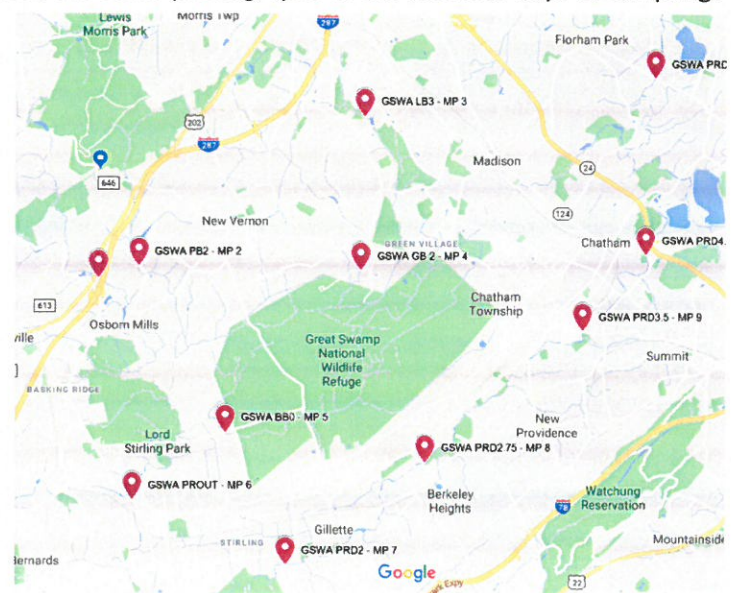 Lewis
Morris Park
Morris Twp
287
Florham Park
GSWA PRD
GSWA LB3 - MP 3
202
287
Madison
24
646
124
New Vernon
GREEN VILLAGE
Chatham
GSWA PRD4.
GSWA PB2 - MP 2
GSWA GB 2 - MP 4
613
Chatham
Township
GSWA PRD3.5 - MP 9
Osborn Mills
ville
Great Swamp
National
Wildlife
Refuge
Summit
BASKING RIDGE
GSWA BB0 - MP 5
New
Providence
Lord
Stirling Park
GSWA PRD2.75 - MP 8
GSWA PROUT - MP 6
Berkeley
Heights
Watchung
Reservation
78
Gillette
STIRLING
Mountainside
GSWA PRD2 - MP 7
Bernards
Google
rk Expy
22